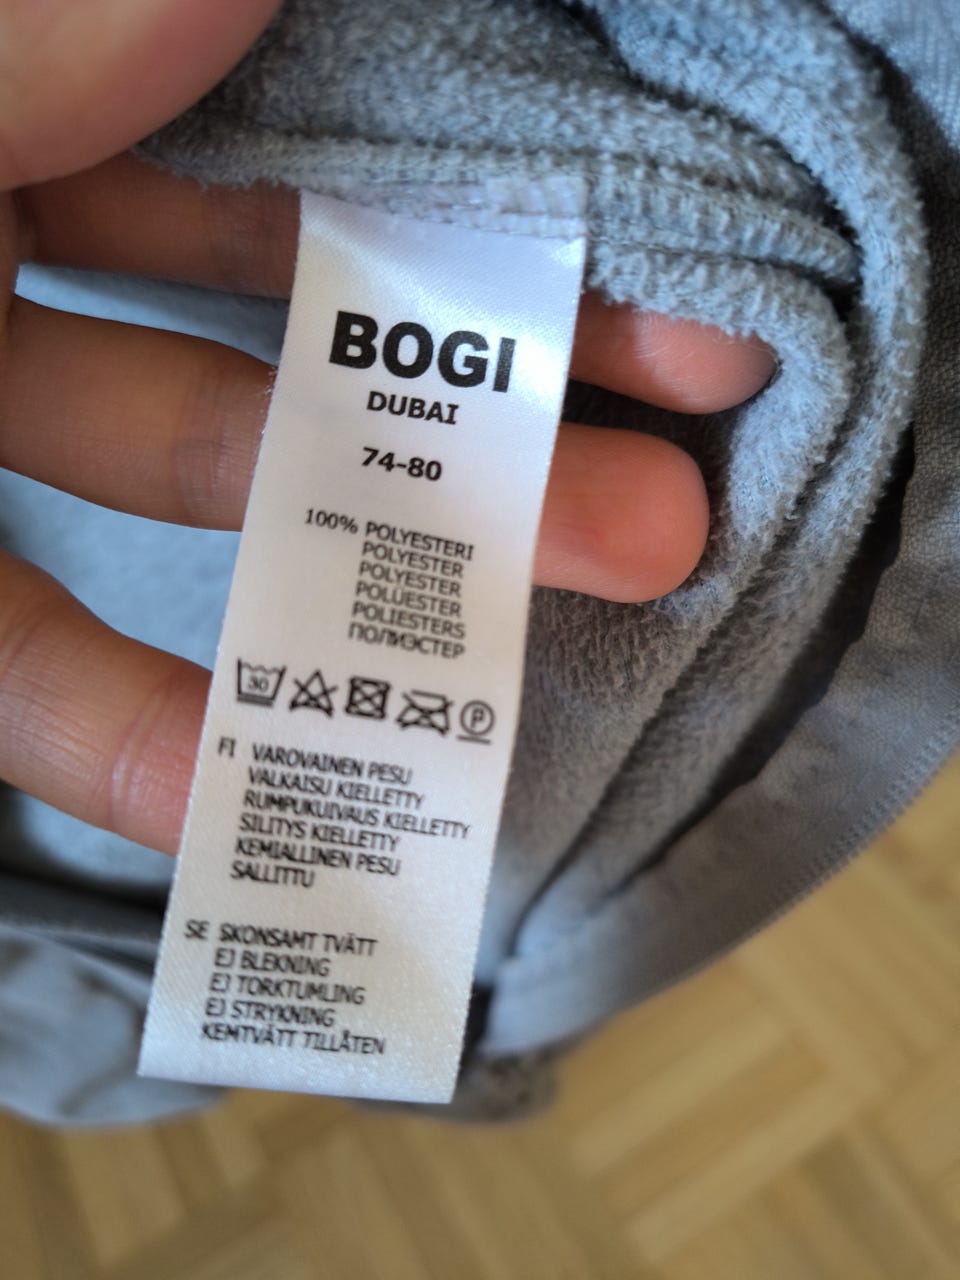 BOGI
DUBAI
74-80
100% POLYESTERI
POLYESTER
POLYESTER
POLÜESTER
POLIESTERS
ПОЛИЭСТЕР
30
P
FI VAROVAINEN PESU
VALKAISU KIELLETTY
RUMPUKUIVAUS KIELLETTY
SILITYS KIELLETTY
KEMIALLINEN PESU
SALLITTU
SE SKONSAMT TVÄTT
EJ BLEKNING
EJ TORKTUMLING
EJ STRYKNING
KEMTVÄTT TILLÅTEN